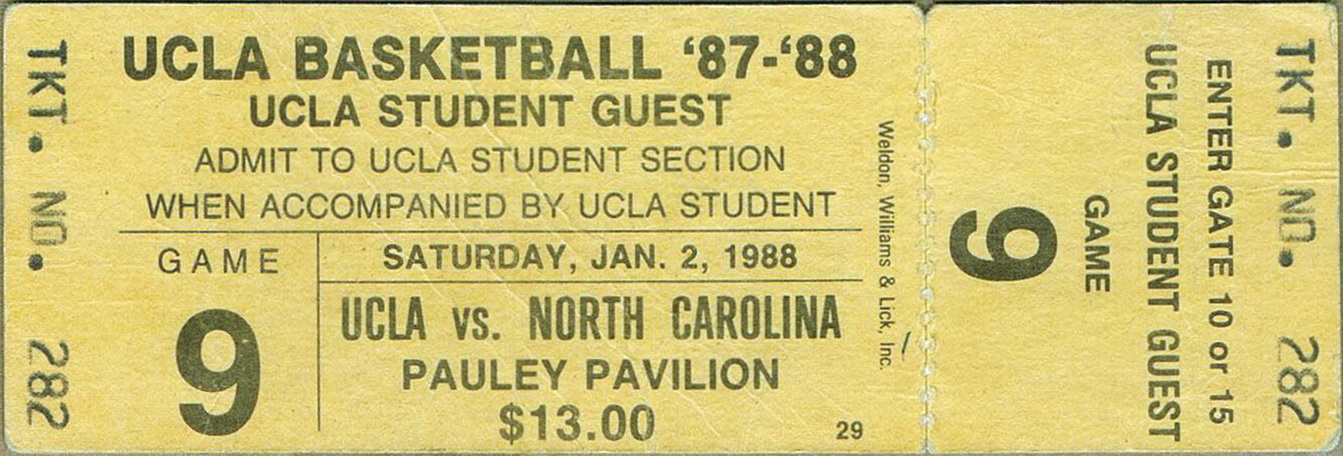 TKT. NO. 282
UCLA BASKETBALL ‘87-‘88
UCLA STUDENT GUEST
ADMIT TO UCLA STUDENT SECTION
WHEN ACCOMPANIED BY UCLA STUDENT
GAME
9
SATURDAY, JAN. 2, 1988
UCLA vs. NORTH CAROLINA
PAULEY PAVILION
$13.00
29
Weldon, Williams & Lick, Inc.
TKT. NO. 282
ENTER GATE 10 or 15
UCLA STUDENT GUEST
GAME
9